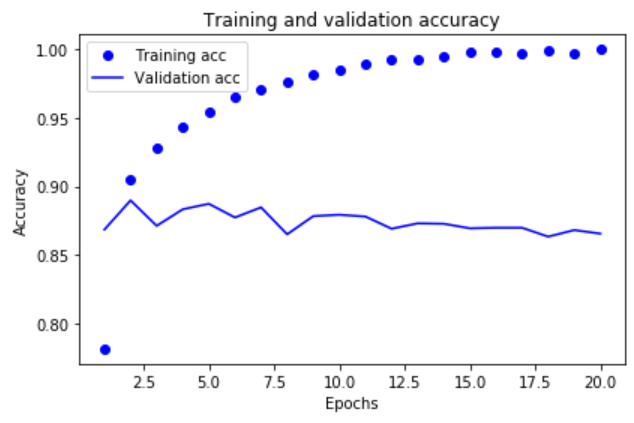 Training and validation accuracy
Training acc
Validation acc
1.00
0.95
0.90
0.85
0.80
Accuracy
2.5 5.0 7.5 10.0 12.5 15.0 17.5 20.0
Epochs